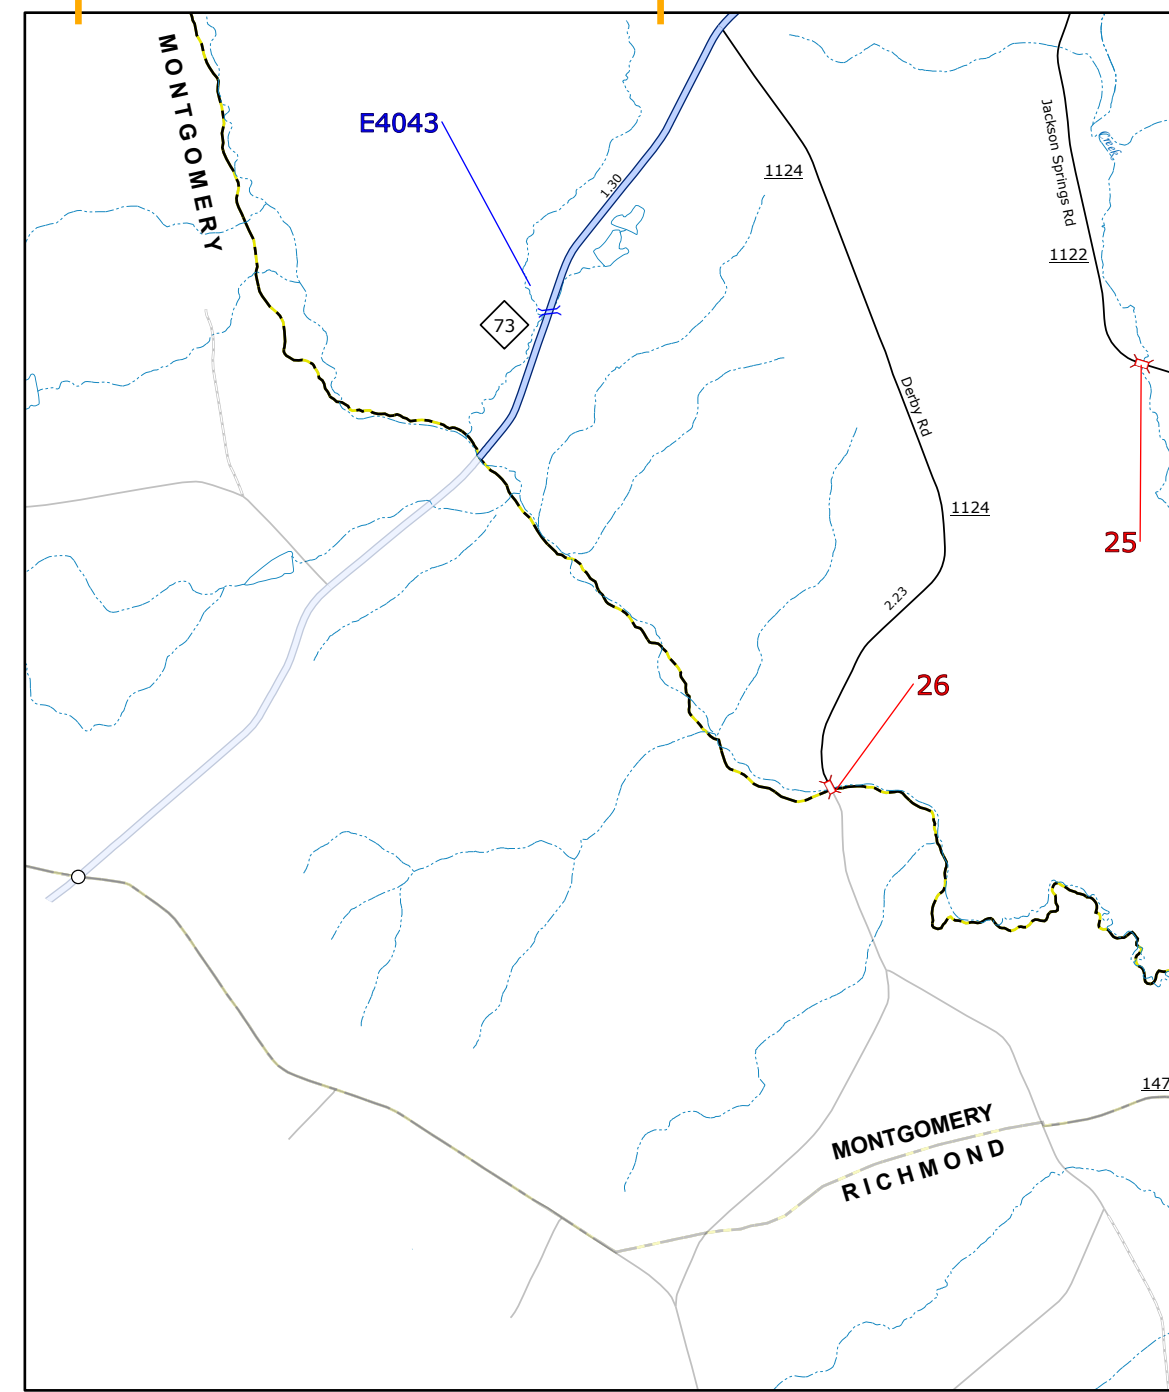 MONTGOMERY
E4043
1.30
1124
Jackson Springs Rd
Creek
1122
73
Derby Rd
1124
25
2.23
26
147
MONTGOMERY
RICHMOND